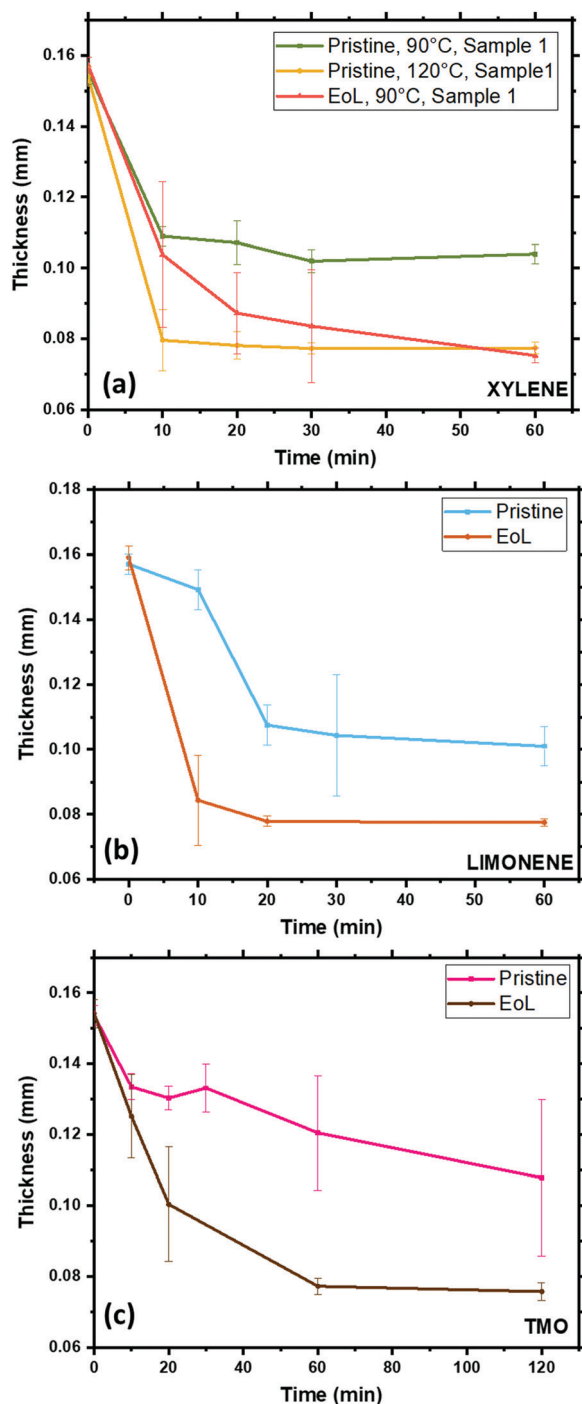 0.16
0.14
0.12
0.10
0.08
0.06
Thickness (mm)
Pristine, 90°C, Sample 1
Pristine, 120°C, Sample1
EoL, 90°C, Sample 1
(a)
XYLENE
0 10 20 30 40 50 60
Time (min)
0.18
0.16
0.14
0.12
0.10
0.08
0.06
Thickness (mm)
Pristine
EoL
(b)
LIMONENE
0 10 20 30 40 50 60
Time (min)
0.16
0.14
0.12
0.10
0.08
0.06
Thickness (mm)
Pristine
EoL
(c)
TMO
0 20 40 60 80 100 120
Time (min)